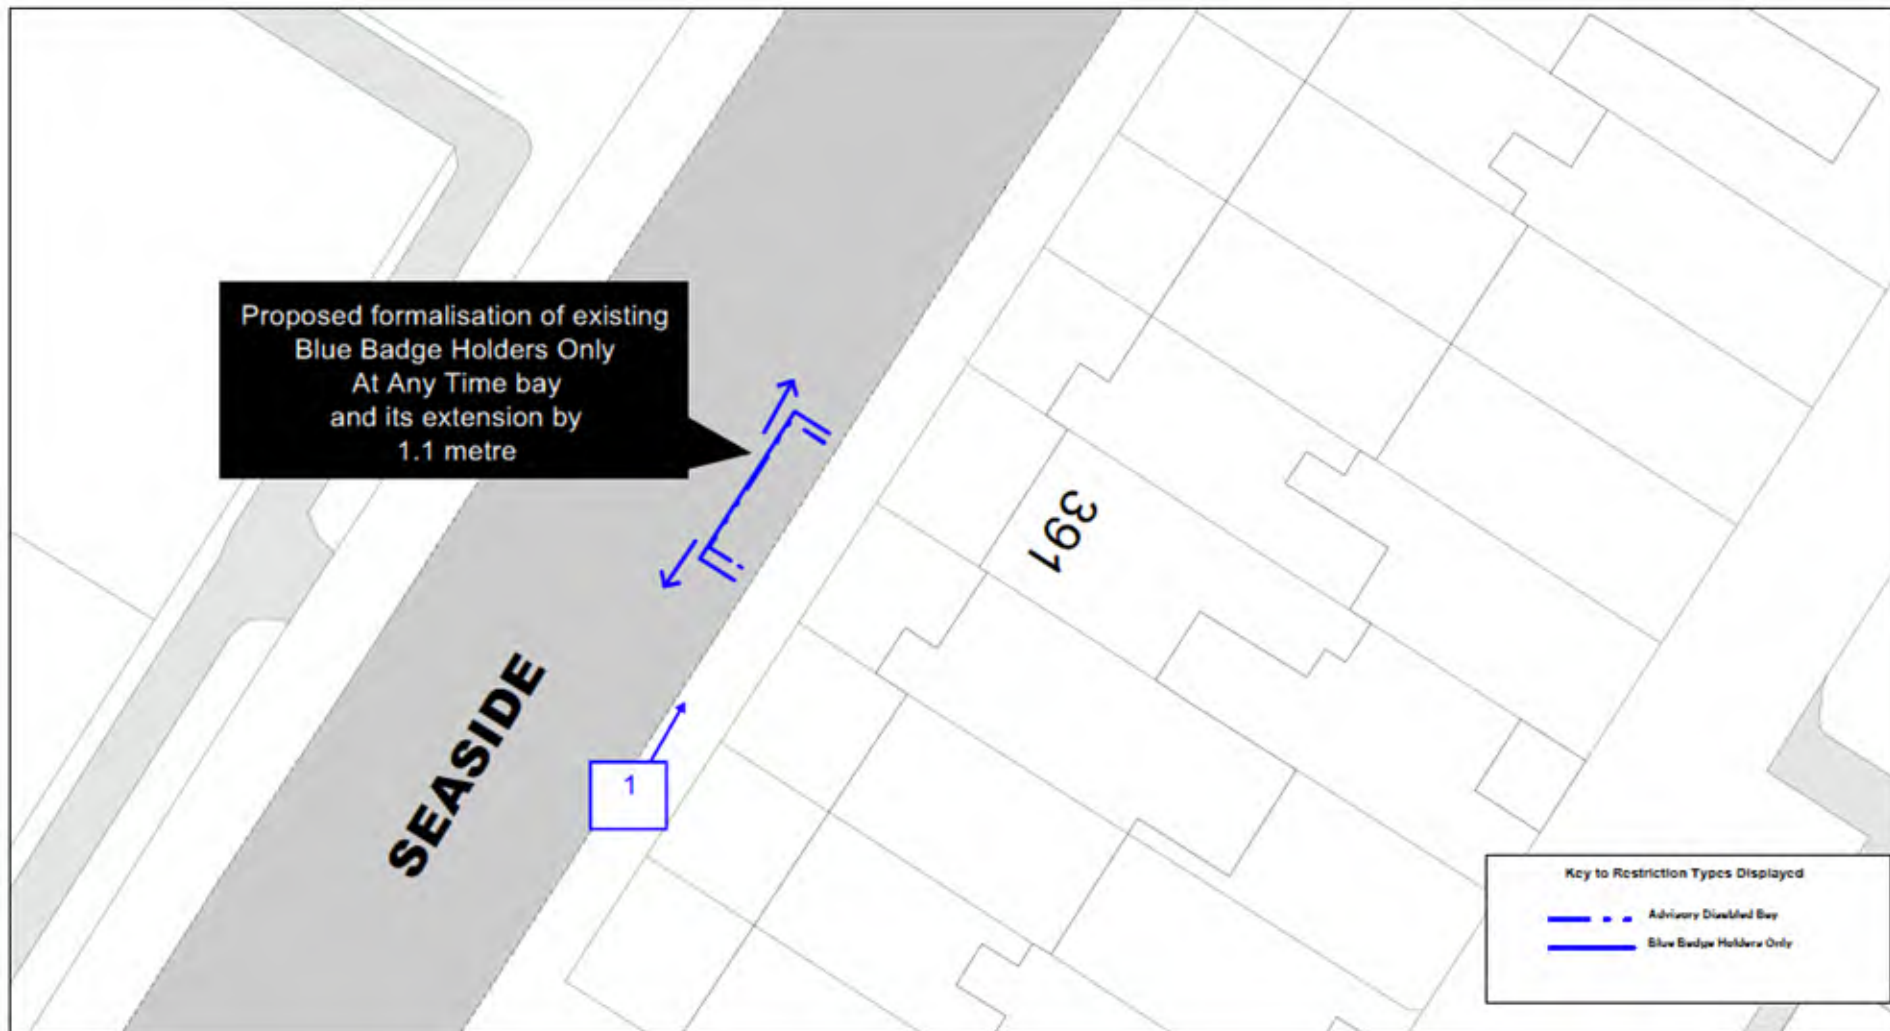 Proposed formalisation of existing
Blue Badge Holders Only
At Any Time bay
and its extension by
1.1 metre
391
SEASIDE
1
Key to Restriction Types Displayed
Advisory Disabled Bay
Blue Badge Holders Only